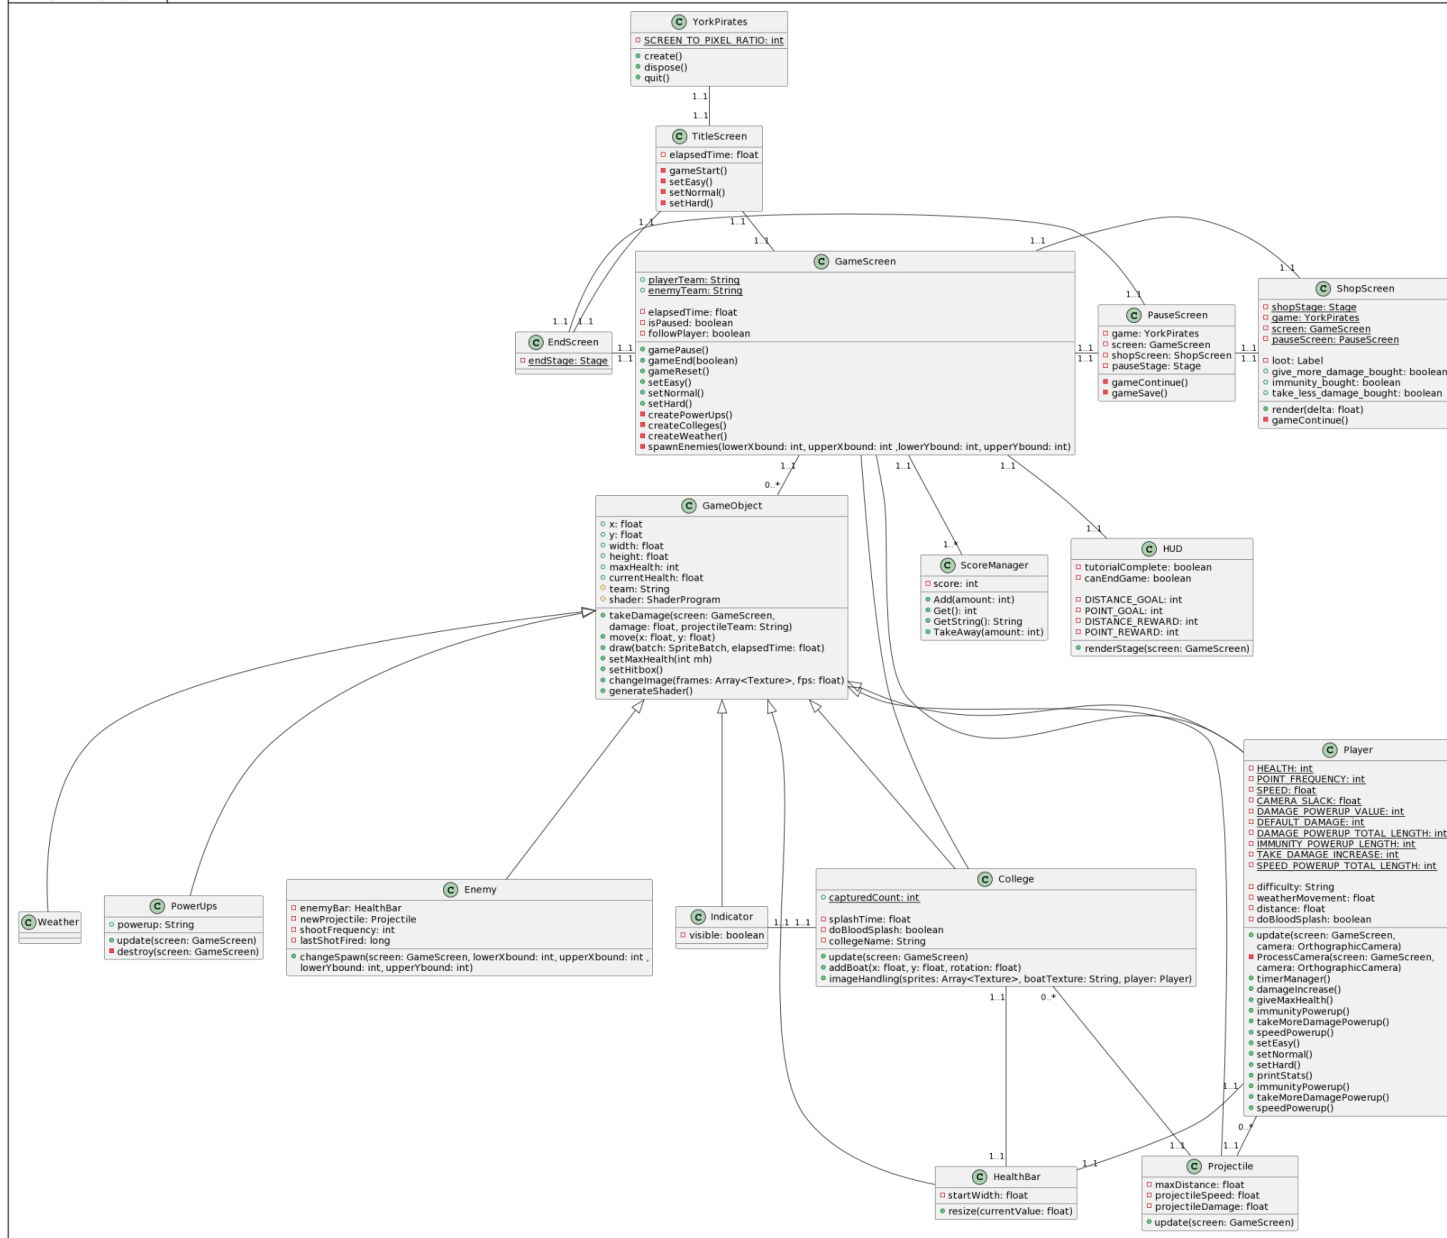 C YorkPirates
SCREEN_TO_PIXEL_RATIO: int
create()
dispose()
quit()
1..1
1..1
C TitleScreen
elapsedTime: float
gameStart()
setEasy()
setNormal()
setHard()
1..1
1..1
1..1
1..1
1..1
C GameScreen
playerTeam: String
enemyTeam: String
elapsedTime: float
isPaused: boolean
followPlayer: boolean
gamePause()
gameEnd(boolean)
gameReset()
setEasy()
setNormal()
setHard()
createPowerUps()
createColleges()
createWeather()
spawnEnemies(lowerXbound: int, upperXbound: int ,lowerYbound: int, upperYbound: int)
1..1
1..1
C EndScreen
endStage: Stage
1..1
1..1
1..1
C PauseScreen
game: YorkPirates
screen: GameScreen
shopScreen: ShopScreen
pauseStage: Stage
gameContinue()
gameSave()
1..1
1..1
1..1
1..1
1..1
C ShopScreen
shopStage: Stage
game: YorkPirates
screen: GameScreen
pauseScreen: PauseScreen
loot: Label
give_more_damage_bought: boolean
immunity_bought: boolean
take_less_damage_bought: boolean
render(delta: float)
gameContinue()
1..1
0..*
1..1
1..1
C GameObject
x: float
y: float
width: float
height: float
maxHealth: int
currentHealth: float
team: String
shader: ShaderProgram
takeDamage(screen: GameScreen,
damage: float, projectileTeam: String)
move(x: float, y: float)
draw(batch: SpriteBatch, elapsedTime: float)
setMaxHealth(int mh)
setHitbox()
changeImage(frames: Array<Texture>, fps: float)
generateShader()
1..*
C ScoreManager
score: int
Add(amount: int)
Get(): int
GetString(): String
TakeAway(amount: int)
1..1
C HUD
tutorialComplete: boolean
canEndGame: boolean
DISTANCE_GOAL: int
POINT_GOAL: int
DISTANCE_REWARD: int
POINT_REWARD: int
renderStage(screen: GameScreen)
C Player
HEALTH: int
POINT_FREQUENCY: int
SPEED: float
CAMERA_SLACK: float
DAMAGE_POWERUP_VALUE: int
DEFAULT_DAMAGE: int
DAMAGE_POWERUP_TOTAL_LENGTH: int
IMMUNITY_POWERUP_LENGTH: int
TAKE_DAMAGE_INCREASE: int
SPEED_POWERUP_TOTAL_LENGTH: int
difficulty: String
weatherMovement: float
distance: float
doBloodSplash: boolean
update(screen: GameScreen,
camera: OrthographicCamera)
ProcessCamera(screen: GameScreen,
camera: OrthographicCamera)
timerManager()
damageIncrease()
giveMaxHealth()
immunityPowerup()
takeMoreDamagePowerup()
speedPowerup()
setEasy()
setNormal()
setHard()
printStats()
immunityPowerup()
takeMoreDamagePowerup()
speedPowerup()
C Weather
C PowerUps
powerup: String
update(screen: GameScreen)
destroy(screen: GameScreen)
C Enemy
enemyBar: HealthBar
newProjectile: Projectile
shootFrequency: int
lastShotFired: long
changeSpawn(screen: GameScreen, lowerXbound: int, upperXbound: int ,
lowerYbound: int, upperYbound: int)
C Indicator
visible: boolean
1..1 1..1
C College
capturedCount: int
splashTime: float
doBloodSplash: boolean
collegeName: String
update(screen: GameScreen)
addBoat(x: float, y: float, rotation: float)
imageHandling(sprites: Array<Texture>, boatTexture: String, player: Player)
1..1
0..*
1..1
0..*
1..1
1..1
1..1
1..1
C HealthBar
startWidth: float
resize(currentValue: float)
C Projectile
maxDistance: float
projectileSpeed: float
projectileDamage: float
update(screen: GameScreen)